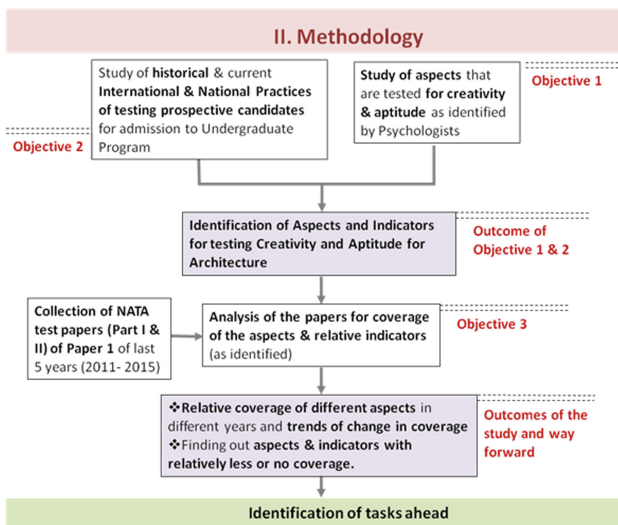 II. Methodology
Study of historical & current
International & National Practices
of testing prospective candidates
for admission to Undergraduate
Program
Objective 2
Study of aspects that
are tested for creativity
& aptitude as identified
by Psychologists
Objective 1
Identification of Aspects and Indicators
for testing Creativity and Aptitude for
Architecture
Outcome of
Objective 1 & 2
Collection of NATA
test papers (Part I &
II) of Paper 1 of last
5 years (2011- 2015)
Analysis of the papers for coverage
of the aspects & relative indicators
(as identified)
Objective 3
❖Relative coverage of different aspects in
different years and trends of change in coverage
❖Finding out aspects & indicators with
relatively less or no coverage.
Outcomes of the
study and way
forward
Identification of tasks ahead